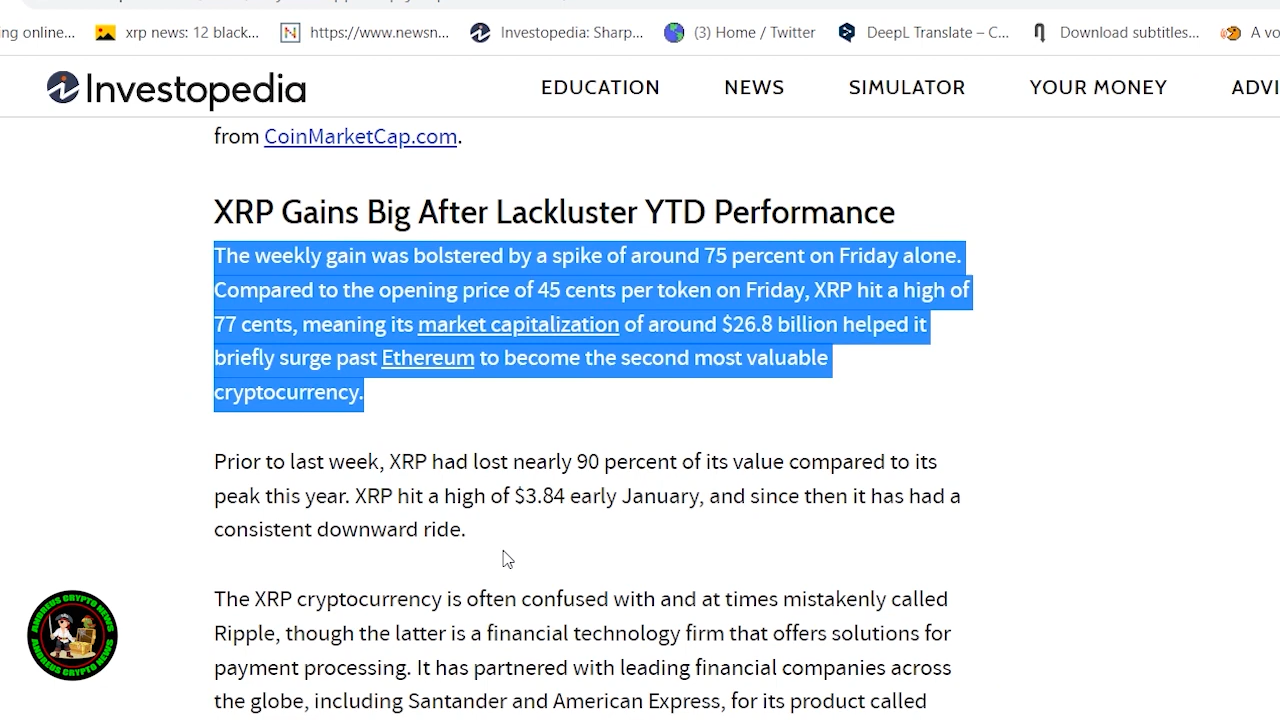 ng online...
xrp news: 12 black...
https://www.newsn...
Investopedia: Sharp...
(3) Home / Twitter
DeepL Translate – C...
Download subtitles...
A vo
Investopedia
EDUCATION
NEWS
SIMULATOR
YOUR MONEY
ADVI
from CoinMarketCap.com.
XRP Gains Big After Lackluster YTD Performance
The weekly gain was bolstered by a spike of around 75 percent on Friday alone.
Compared to the opening price of 45 cents per token on Friday, XRP hit a high of
77 cents, meaning its market capitalization of around $26.8 billion helped it
briefly surge past Ethereum to become the second most valuable
cryptocurrency.
Prior to last week, XRP had lost nearly 90 percent of its value compared to its
peak this year. XRP hit a high of $3.84 early January, and since then it has had a
consistent downward ride.
The XRP cryptocurrency is often confused with and at times mistakenly called
Ripple, though the latter is a financial technology firm that offers solutions for
payment processing. It has partnered with leading financial companies across
the globe, including Santander and American Express, for its product called
ANDREUS CRYPTO NEWS
ANDREUS CRYPTO NEWS